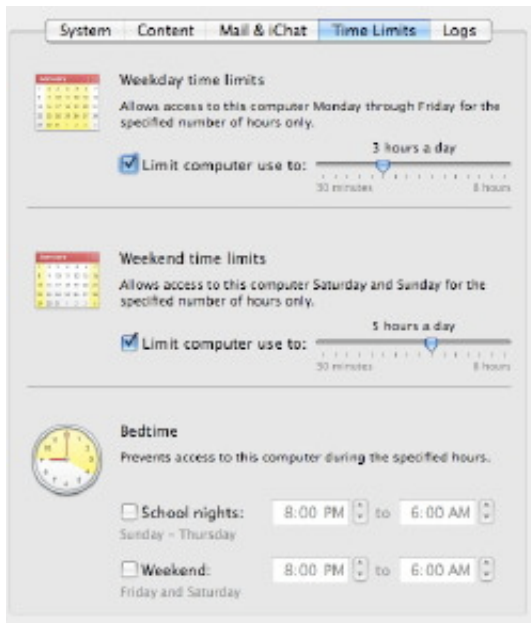 System Content Mail & iChat Time Limits Logs
Weekday time limits
Allows access to this computer Monday through Friday for the
specified number of hours only.
3 hours a day
Limit computer use to:
30 minutes 8 hours
Weekend time limits
Allows access to this computer Saturday and Sunday for the
specified number of hours only.
5 hours a day
Limit computer use to:
30 minutes 8 hours
Bedtime
Prevents access to this computer during the specified hours.
School nights: 8:00 PM to 6:00 AM
Sunday - Thursday
Weekend: 8:00 PM to 6:00 AM
Friday and Saturday